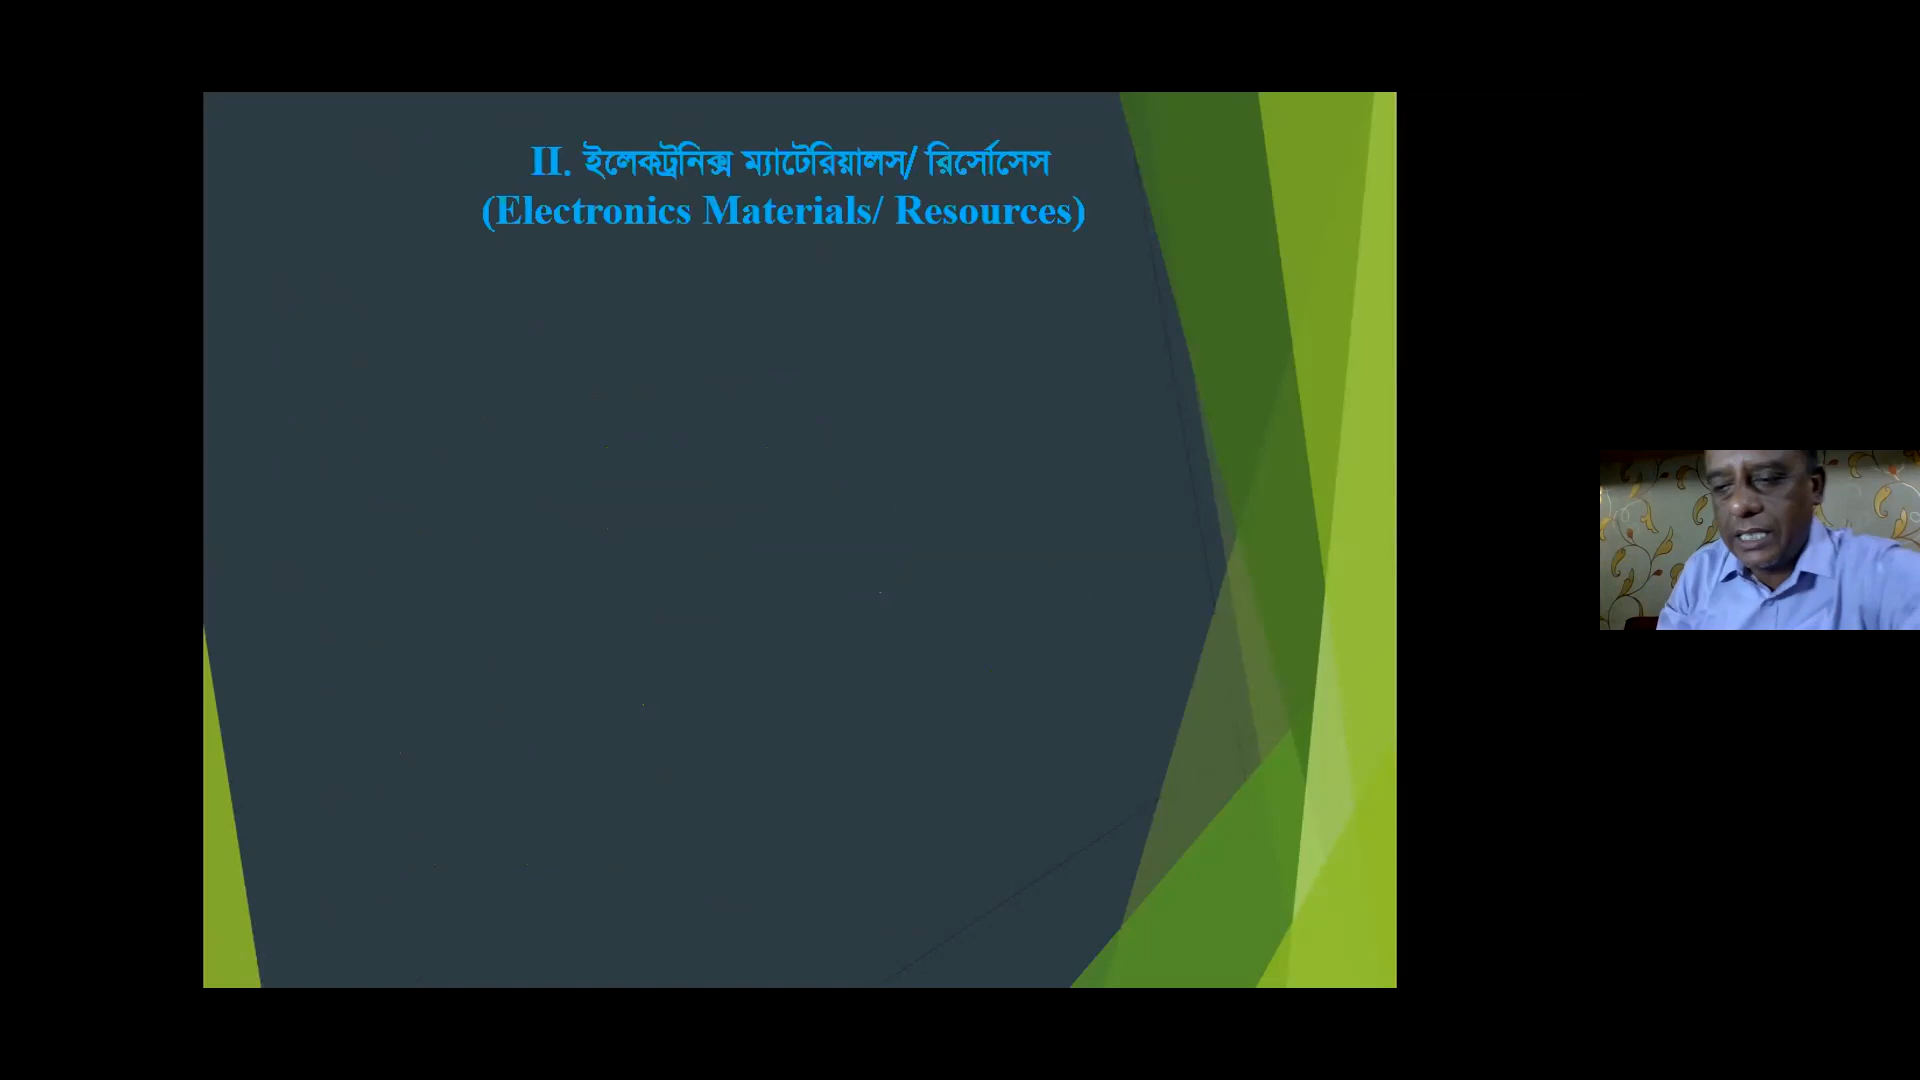 II. ইলেকট্রনিক্স ম্যাটেরিয়ালস/ রির্সোসেস
(Electronics Materials/ Resources)